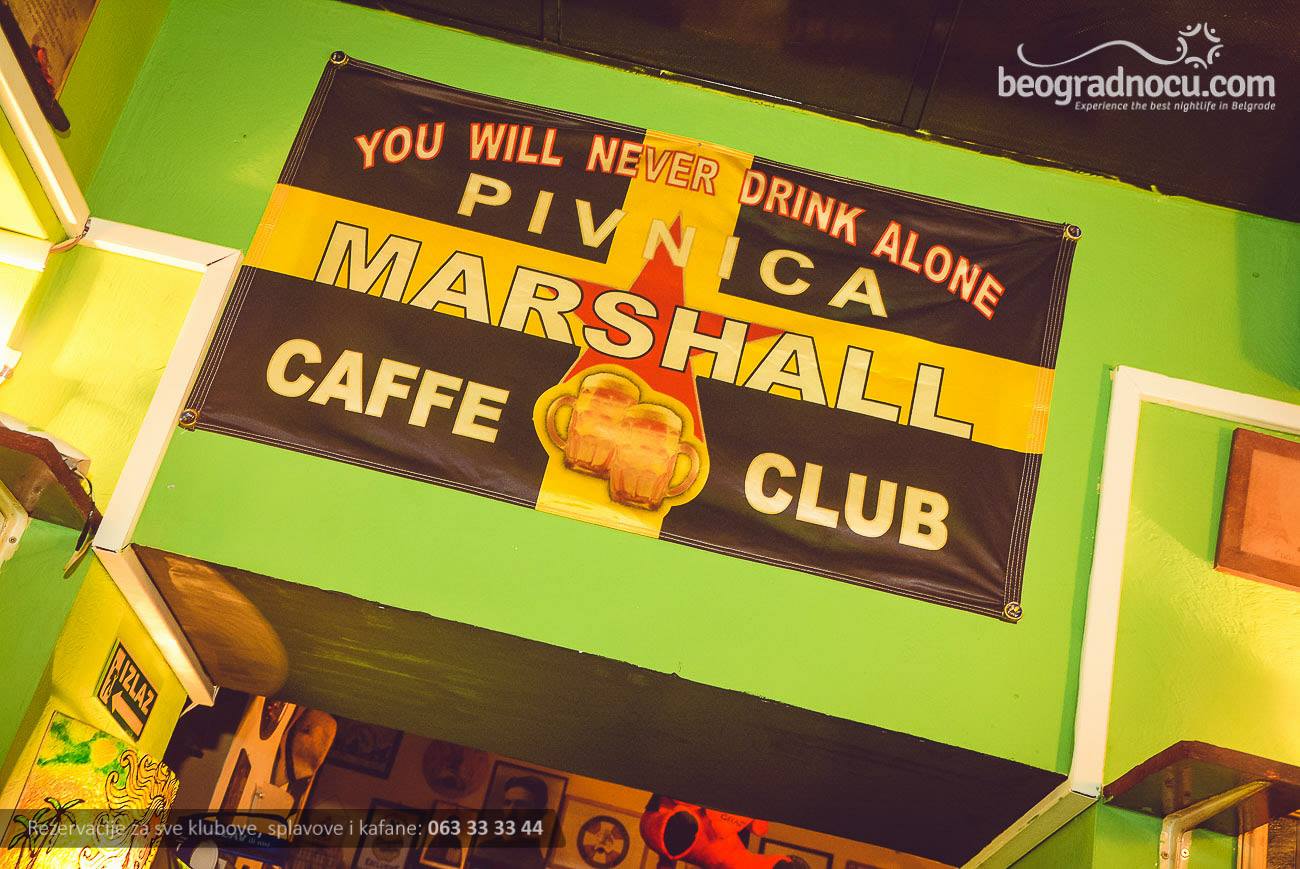 beogradnocu.com
Experience the best nightlife in Belgrade
YOU WILL NEVER DRINK ALONE
PIVNICA
MARSHALL
CAFFE CLUB
IZLAZ
Rezervacije za sve klubove, splavove i kafane: 063 33 33 44